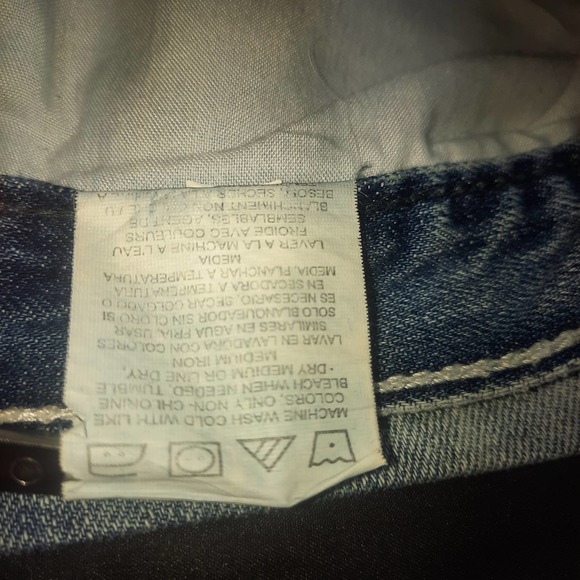 MACHINE WASH COLD WITH LIKE
COLORS, ONLY NON- CHLORINE
BLEACH WHEN NEEDED, TUMBLE
- DRY MEDIUM OR LINE DRY,
MEDIUM IRON
LAVAR EN LAVADORA CON COLORES
SIMILARES EN AGUA FRIA, USAR
SOLO BLANQUEADOR SIN CLORO SI
ES NECESARIO, SECAR COLGADO O
EN SECADORA A TEMPERATURA
MEDIA, PLANCHAR A TEMPERATURA
MEDIA
LAVER A LA MACHINE A L'EAU
FROIDE AVEC COULEURS
SEMBLABLES, AGENT DE